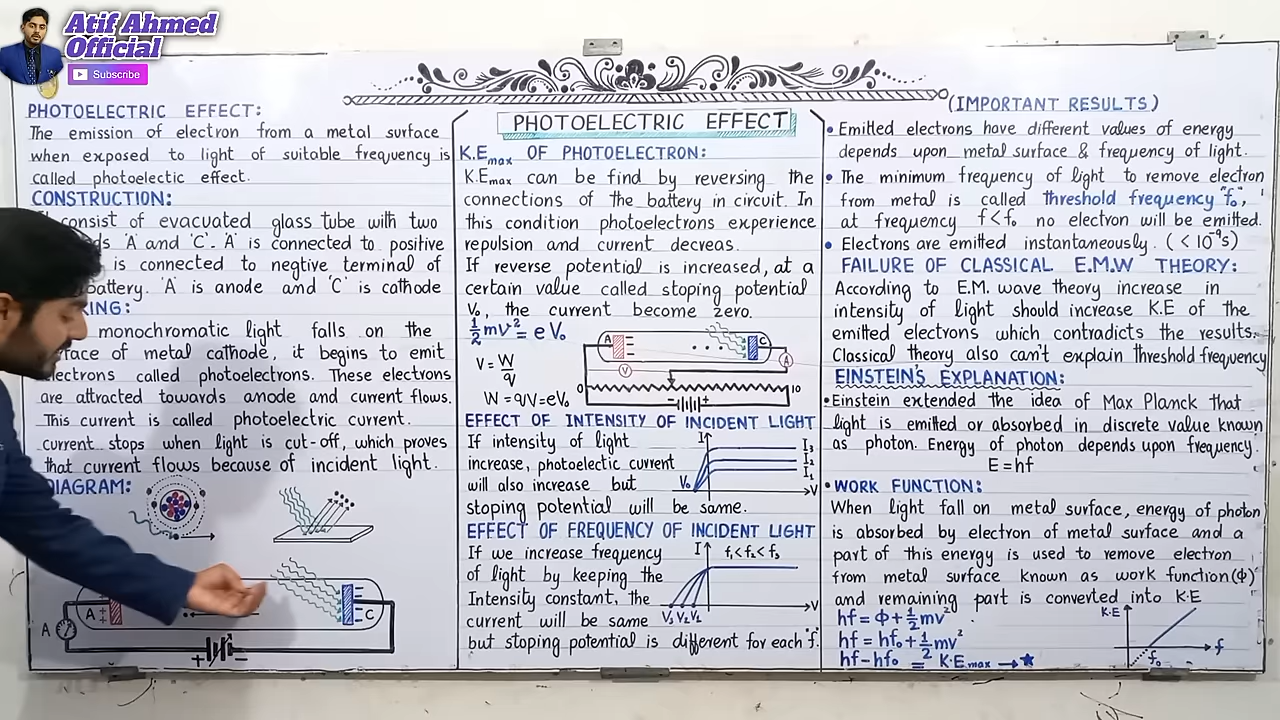 Atif Ahmed
Official
Subscribe
PHOTOELECTRIC EFFECT:
The emission of electron from a metal surface
when exposed to light of suitable frequency is
called photoelectic effect.
CONSTRUCTION:
consist of evacuated glass tube with two
'A' and 'C'. 'A' is connected to positive
is connected to negtive terminal of
battery. 'A' is anode and 'C' is cathode
monochromatic light falls on the
of metal cathode, it begins to emit
electrons called photoelectrons. These electrons
are attracted towards anode and current flows.
This current is called photoelectric current.
current stops when light is cut-off, which proves
that current flows because of incident light.
DIAGRAM:
A
C
A
+ -
PHOTOELECTRIC EFFECT
K.Emax OF PHOTOELECTRON:
K.Emax can be find by reversing the
connections of the battery in circuit. In
this condition photoelectrons experience
repulsion and current decreas.
If reverse potential is increased, at a
certain value called stoping potential
V₀, the current become zero.
½mv² = eV₀
V = W/q
W = qV = eV₀
A C
V A
0 10
- +
EFFECT OF INTENSITY OF INCIDENT LIGHT
If intensity of light
increase, photoelectic current
will also increase but
stoping potential will be same.
I I₃
I₂
I₁
V₀ V
EFFECT OF FREQUENCY OF INCIDENT LIGHT
If we increase frequency
of light by keeping the
Intensity constant, the
current will be same
but stoping potential is different for each 'f'.
I f₁<f₂<f₃
V₃ V₂ V₁ V
(IMPORTANT RESULTS)
• Emitted electrons have different values of energy
depends upon metal surface & frequency of light.
• The minimum frequency of light to remove electron
from metal is called threshold frequency "f₀",
at frequency f<f₀ no electron will be emitted.
• Electrons are emitted instantaneously. (<10⁻⁹s)
FAILURE OF CLASSICAL E.M.W THEORY:
According to E.M. wave theory increase in
intensity of light should increase K.E of the
emitted electrons which contradicts the results.
Classical theory also can't explain threshold frequency
EINSTEIN'S EXPLANATION:
• Einstein extended the idea of Max Planck that
light is emitted or absorbed in discrete value known
as photon. Energy of photon depends upon frequency.
E = hf
• WORK FUNCTION:
When light fall on metal surface, energy of photon
is absorbed by electron of metal surface and a
part of this energy is used to remove electron
from metal surface known as work function(Φ)
and remaining part is converted into K.E
hf = Φ + ½mv²
hf = hf₀ + ½mv²
hf - hf₀ = K.Emax → ★
K.E
f₀ f